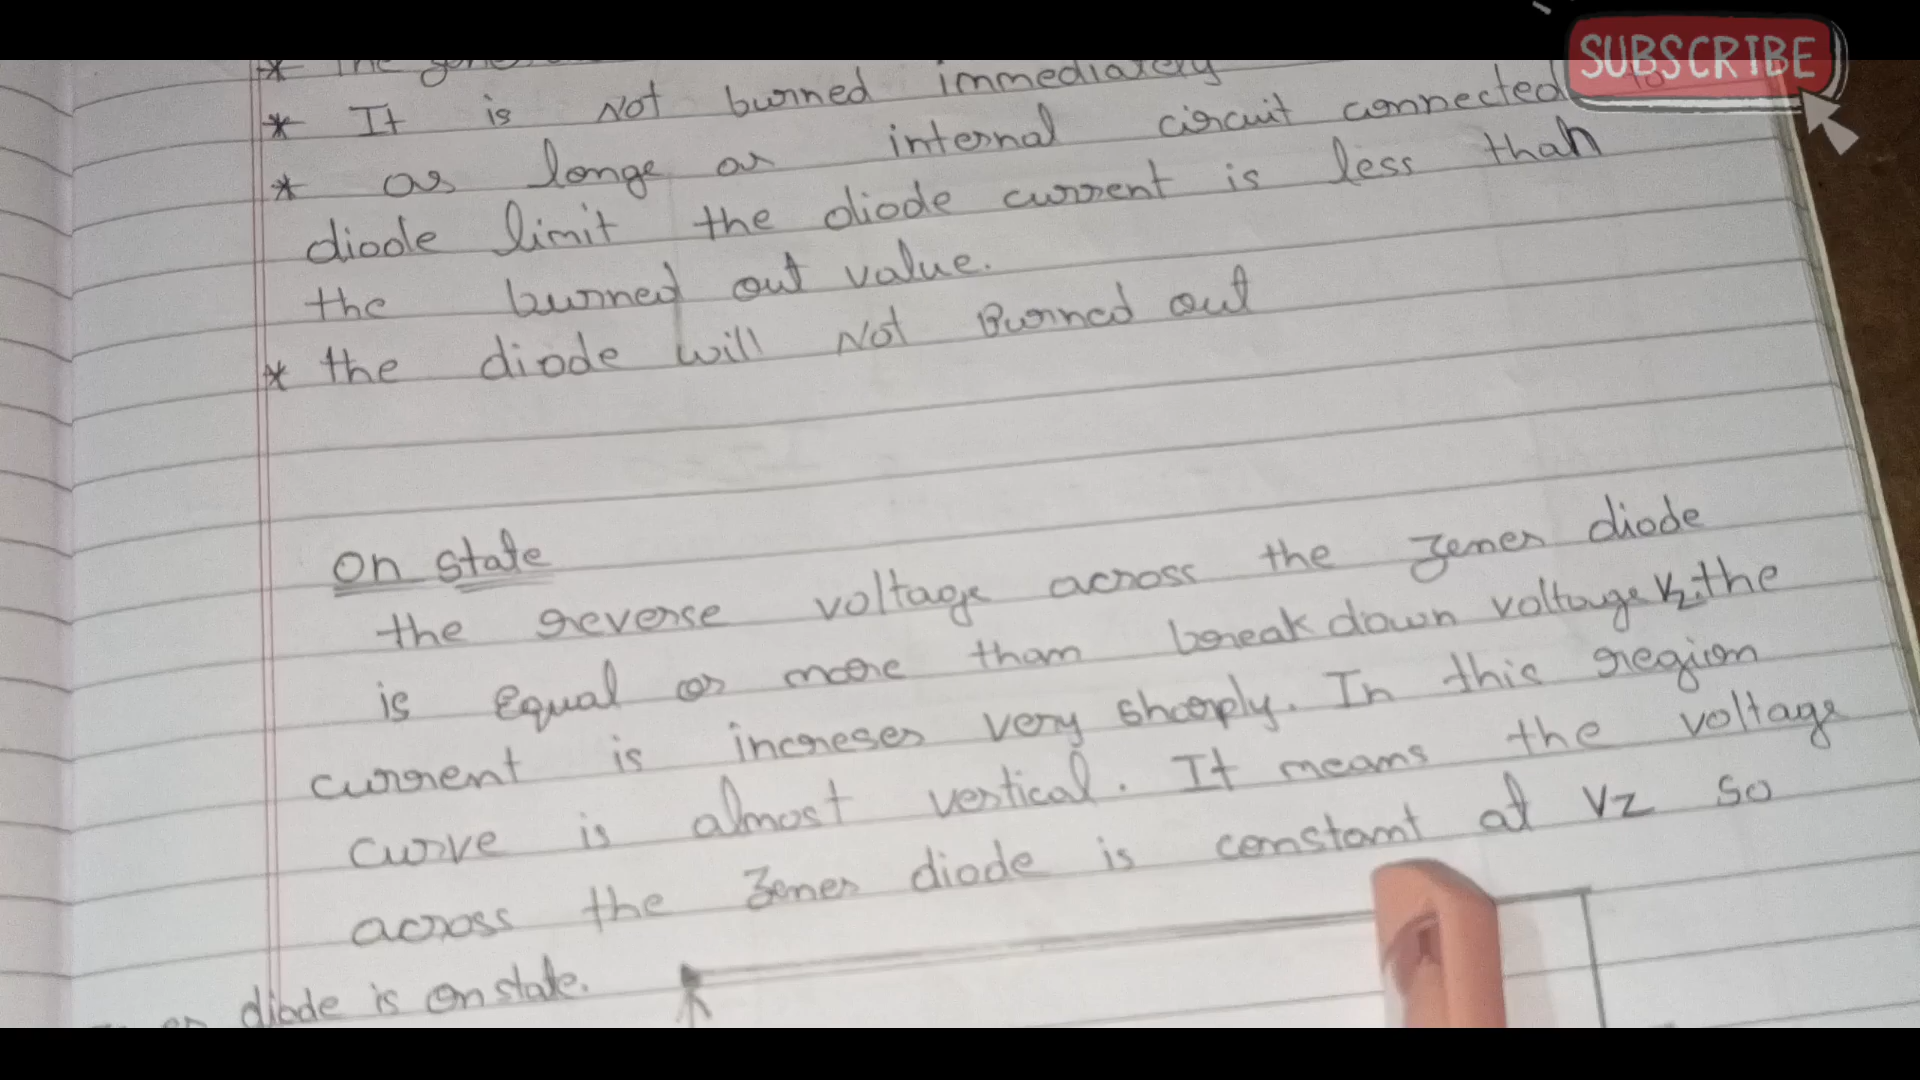 SUBSCRIBE
* The
* It is Not burned immediately
* as longe as internal circuit connected to
diode limit the diode current is less than
the burned out value.
* the diode will Not Burned out
On state
the reverse voltage across the zener diode
is equal or more than break down voltage Vz. the
current is increses very sharply. In this region
curve is almost vertical. It means the voltage
across the zener diode is constant at Vz so
diode is on state.